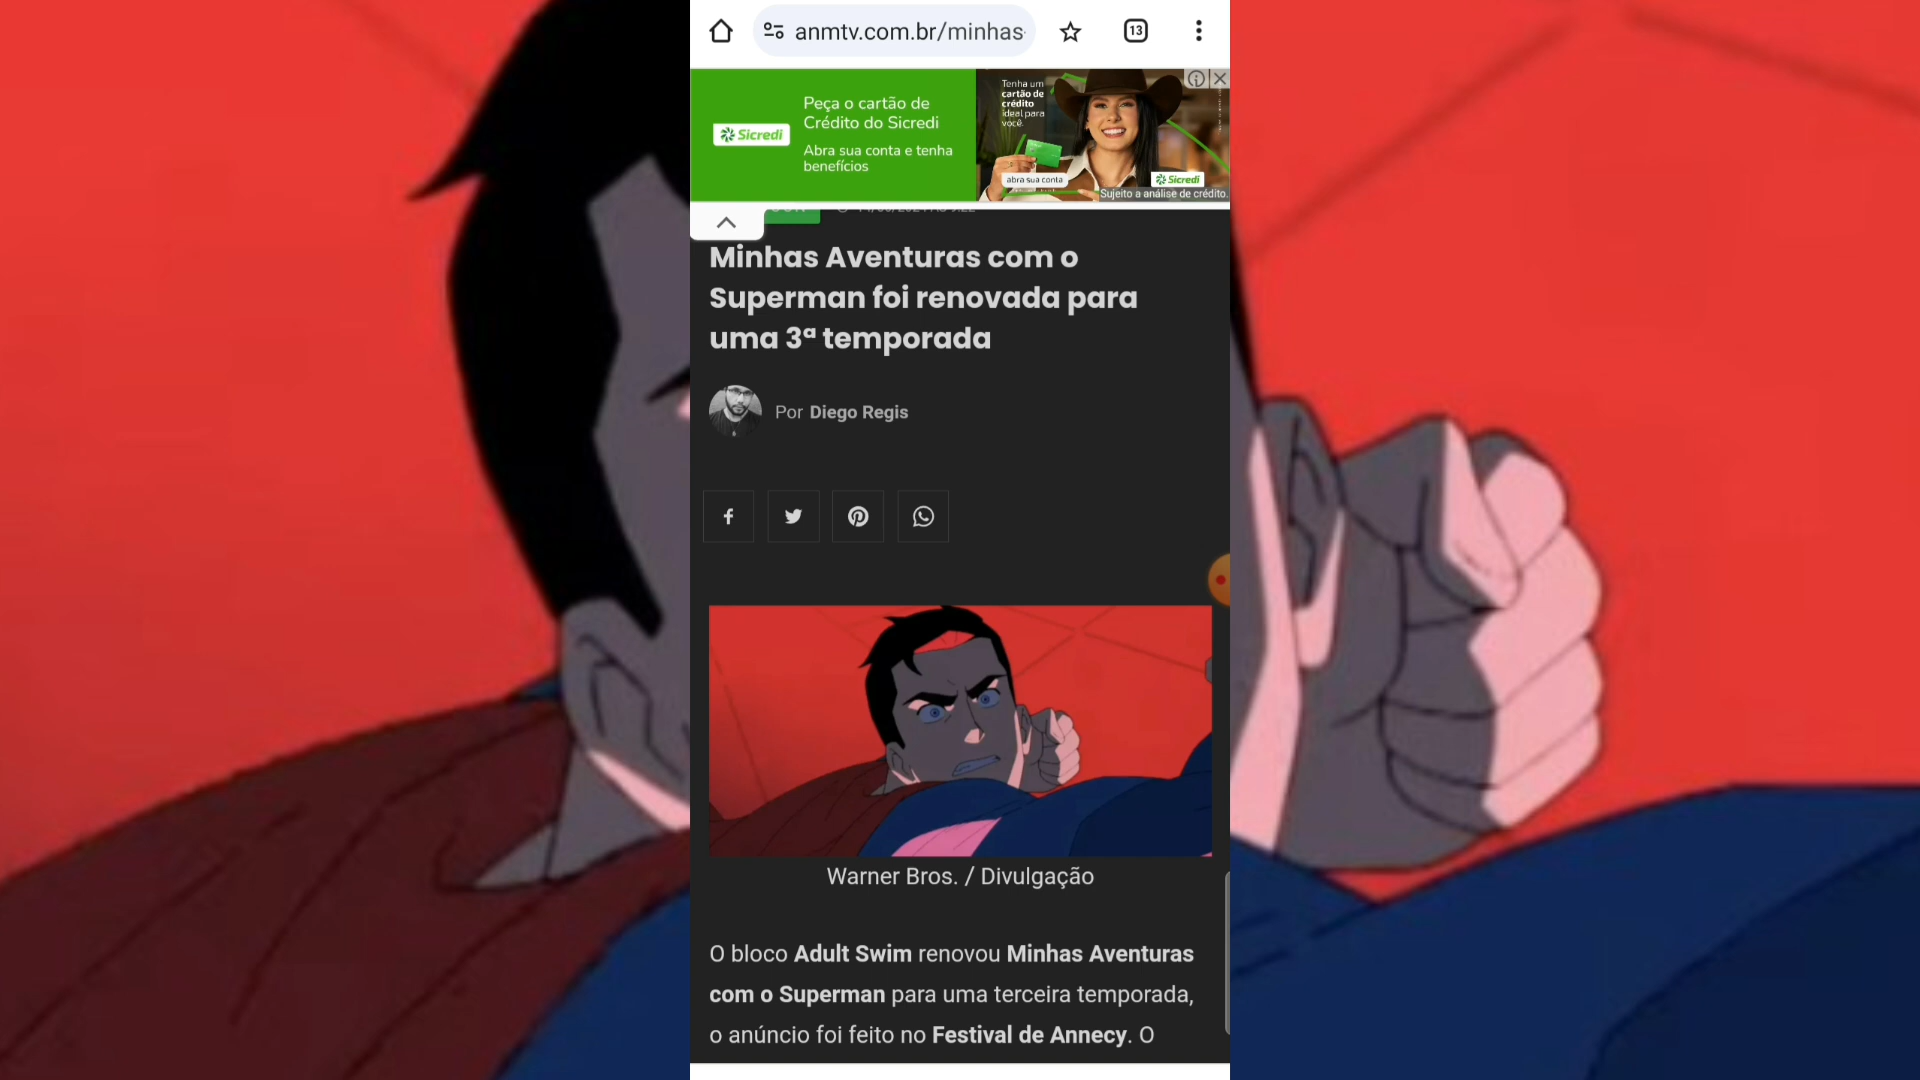 anmtv.com.br/minhas
13
Sicredi
Peça o cartão de
Crédito do Sicredi
Abra sua conta e tenha
benefícios
Tenha um
cartão de
crédito
ideal para
você.
abra sua conta
Sicredi
Sujeito a análise de crédito.
Minhas Aventuras com o
Superman foi renovada para
uma 3ª temporada
Por Diego Regis
Warner Bros. / Divulgação
O bloco Adult Swim renovou Minhas Aventuras
com o Superman para uma terceira temporada,
o anúncio foi feito no Festival de Annecy. O